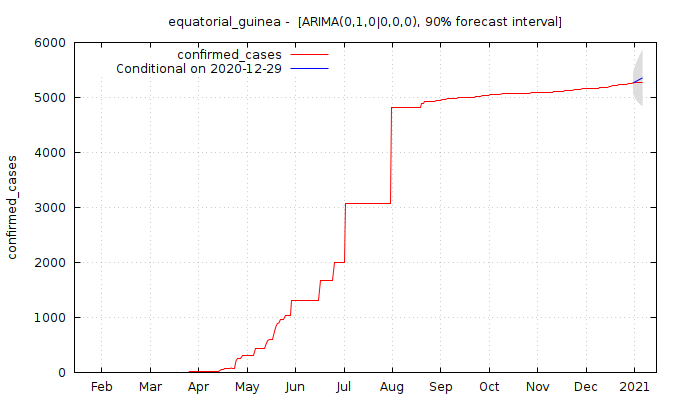 equatorial_guinea - [ARIMA(0,1,0|0,0,0), 90% forecast interval]
confirmed_cases
Conditional on 2020-12-29
6000
5000
4000
3000
2000
1000
0
confirmed_cases
Feb Mar Apr May Jun Jul Aug Sep Oct Nov Dec 2021